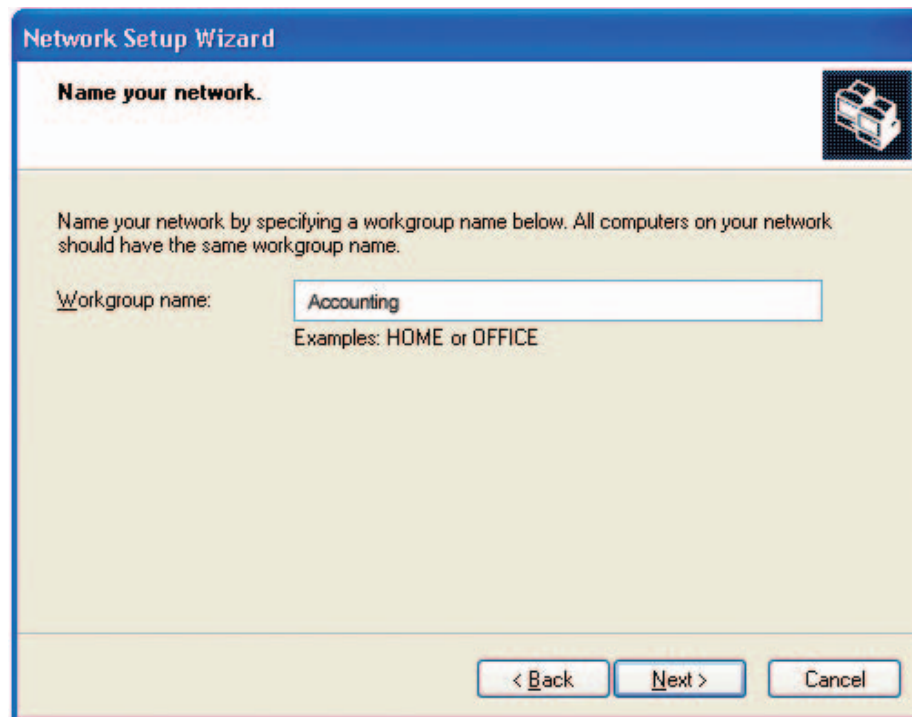 Network Setup Wizard
Name your network.
Name your network by specifying a workgroup name below. All computers on your network
should have the same workgroup name.
Workgroup name: Accounting
Examples: HOME or OFFICE
< Back Next > Cancel